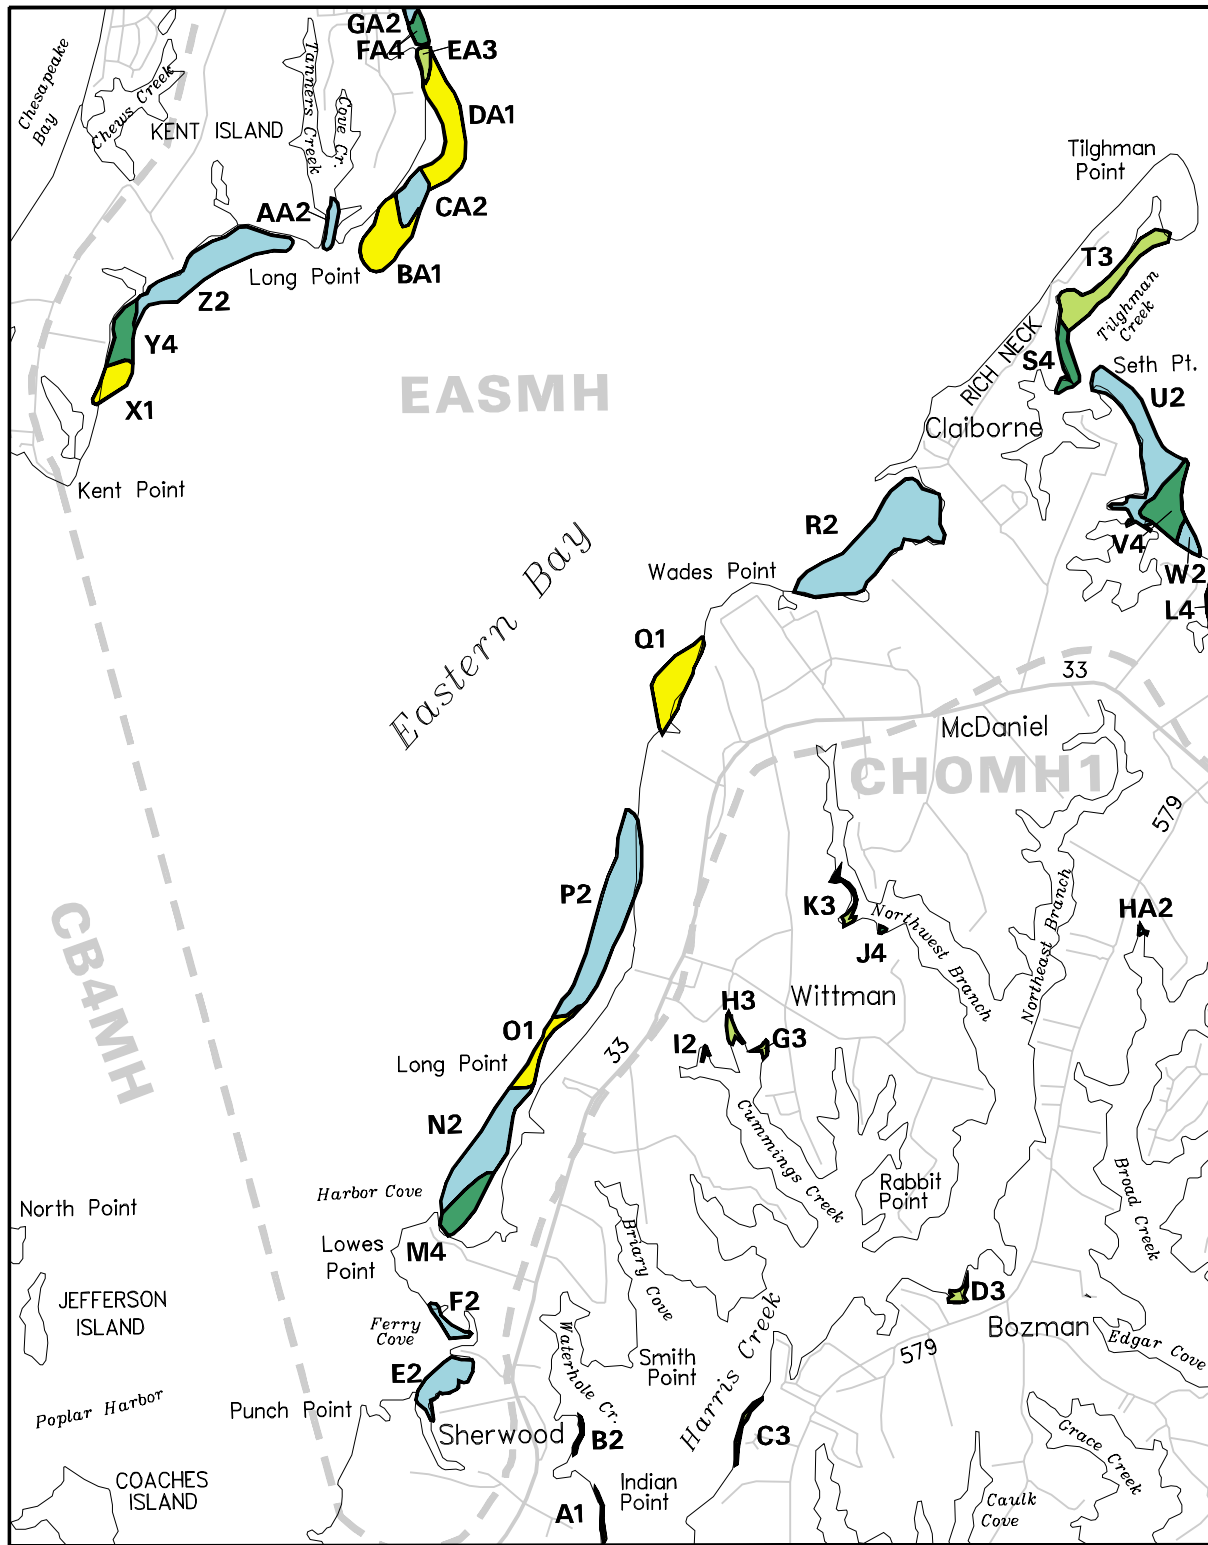 GA2
FA4
EA3
Chesapeake
Bay
Chews Creek
KENT ISLAND
Tanners Creek
Cove Cr.
DA1
AA2
CA2
Long Point
BA1
Z2
Y4
X1
Kent Point
Tilghman
Point
T3
Tilghman
Creek
RICH NECK
S4
Seth Pt.
U2
Claiborne
EASMH
R2
V4
W2
L4
Wades Point
Eastern Bay
Q1
33
McDaniel
CHOMH1
579
P2
K3
Northwest Branch
J4
Northeast Branch
HA2
CB4MH
Wittman
H3
G3
I2
O1
Long Point
33
N2
Cummings Creek
Harbor Cove
Rabbit
Point
Broad Creek
North Point
Lowes
Point
M4
Briary Cove
JEFFERSON
ISLAND
F2
Ferry
Cove
D3
Bozman
Edgar Cove
579
Waterhole Cr.
Smith
Point
Harris Creek
E2
Poplar Harbor
Punch Point
Sherwood
B2
C3
Grace Creek
COACHES
ISLAND
Indian
Point
A1
Caulk
Cove